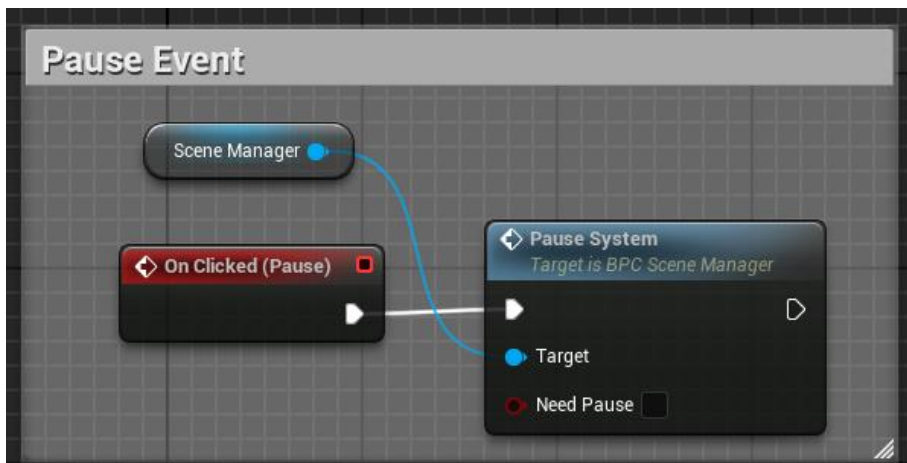 Pause Event
Scene Manager
On Clicked (Pause)
Pause System
Target is BPC Scene Manager
Target
Need Pause